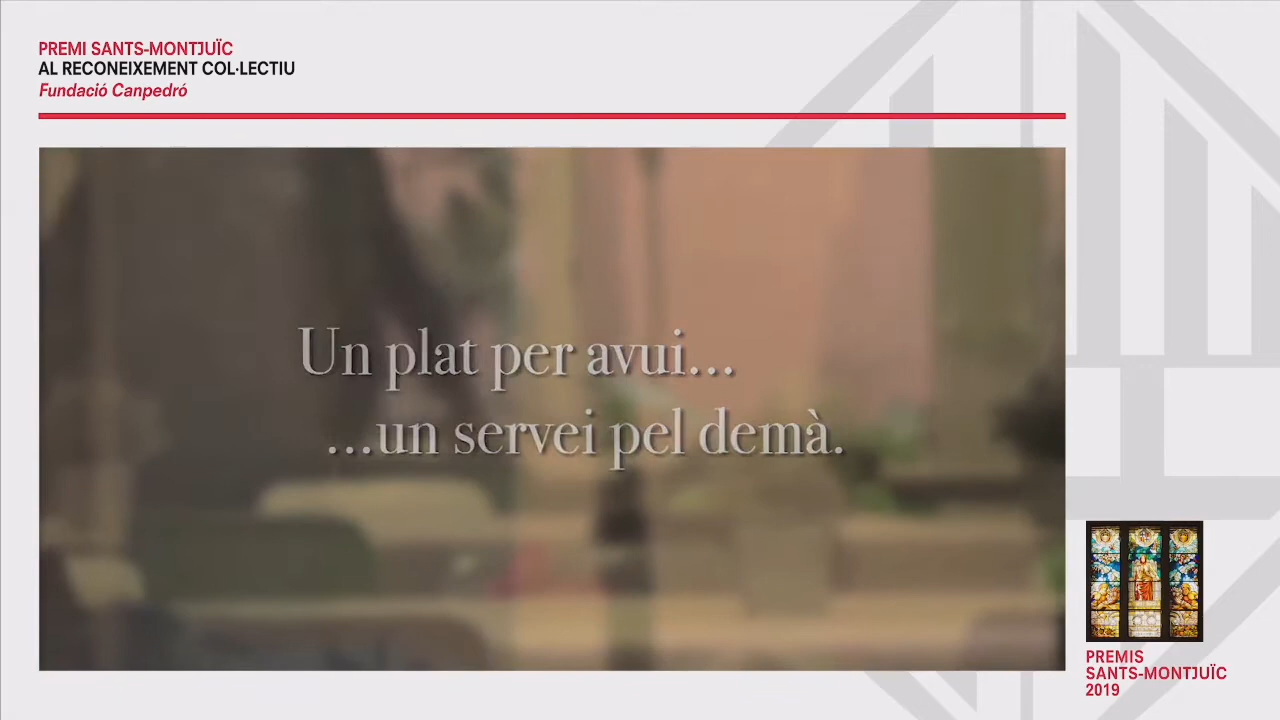 PREMI SANTS-MONTJUÏC
AL RECONEIXEMENT COL·LECTIU
Fundació Canpedró
Un plat per avui...
...un servei pel demà.
PREMIS
SANTS-MONTJUÏC
2019